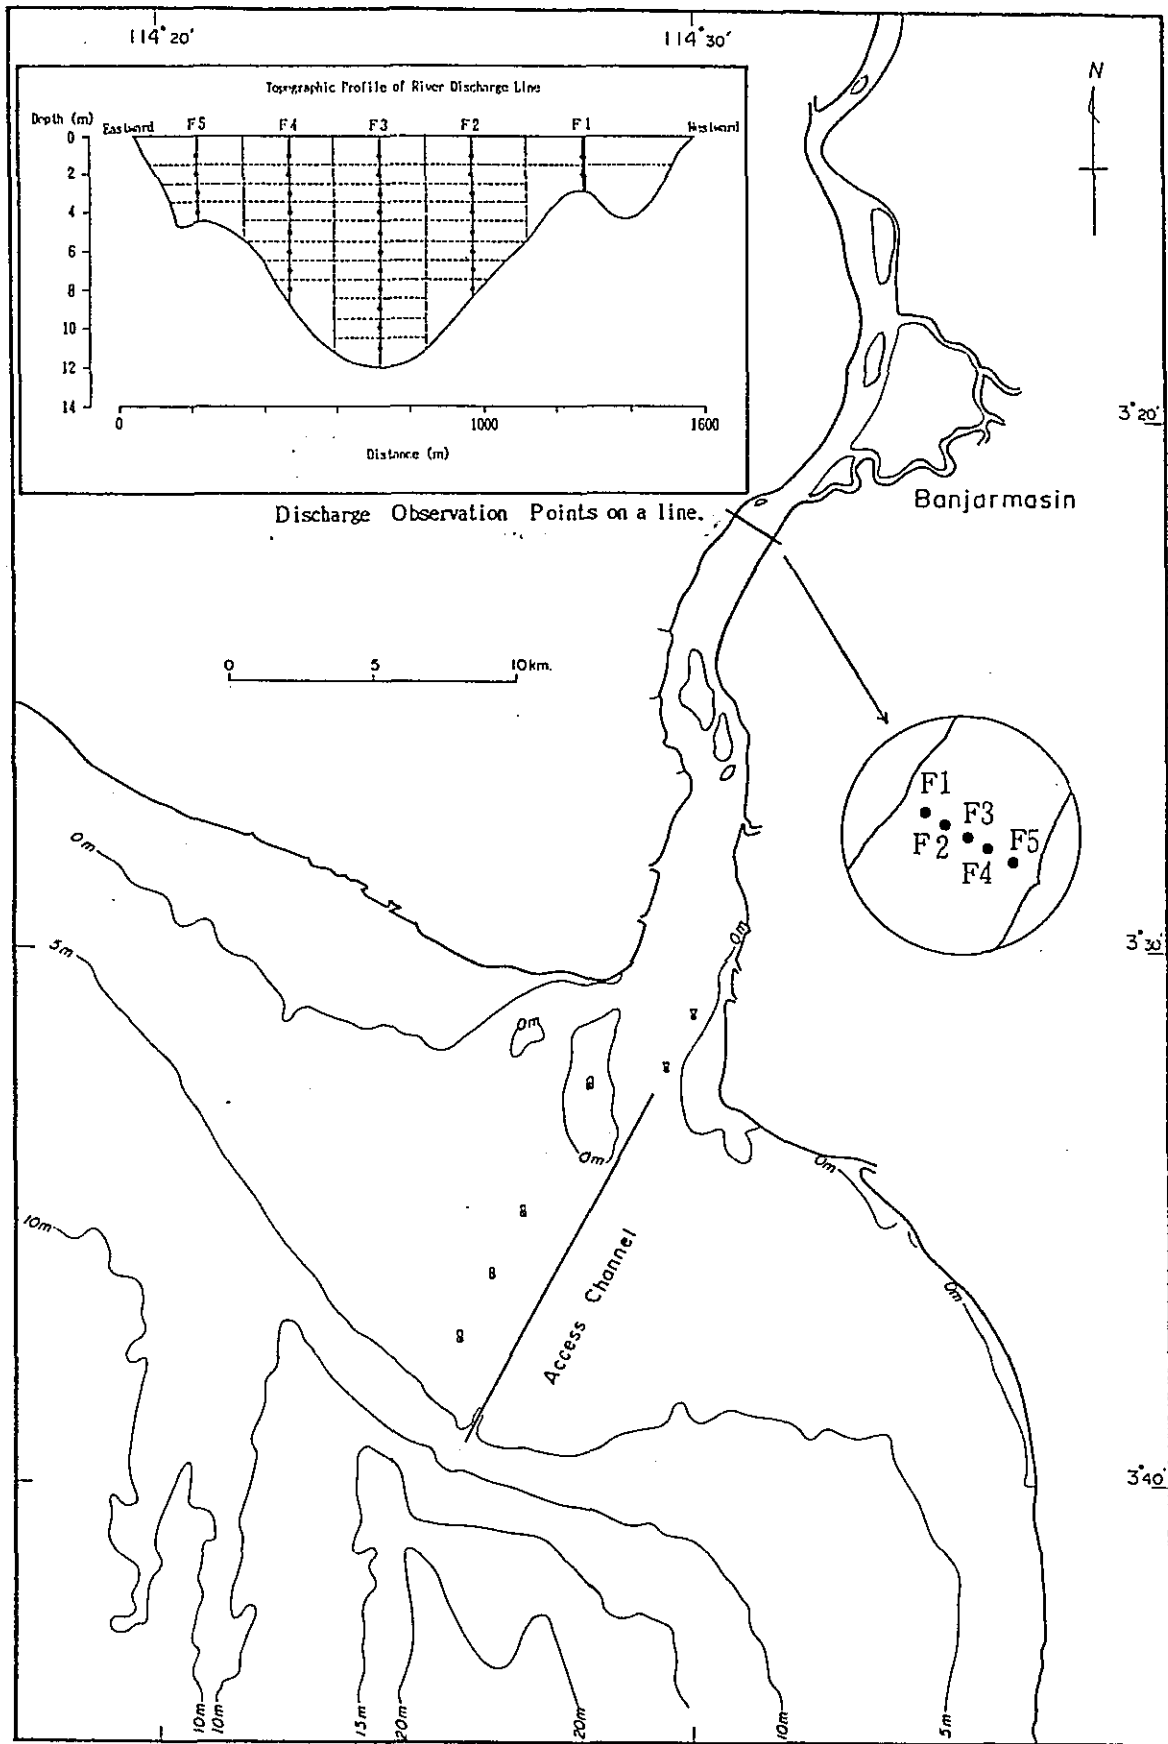 114°20'
114°30'
N
Topographic Profile of River Discharge Line
Depth (m)
Eastward
F5
F4
F3
F2
F1
Westward
0
2
4
6
8
10
12
14
0
1000
1600
Distance (m)
3°20'
Banjarmasin
Discharge Observation Points on a line.
0
5
10km.
F1
F3
F2
F5
F4
0m
0m
3°30'
5m
0m
0m
0m
10m
0m
Access Channel
3°40'
10m
10m
15m
20m
20m
10m
5m